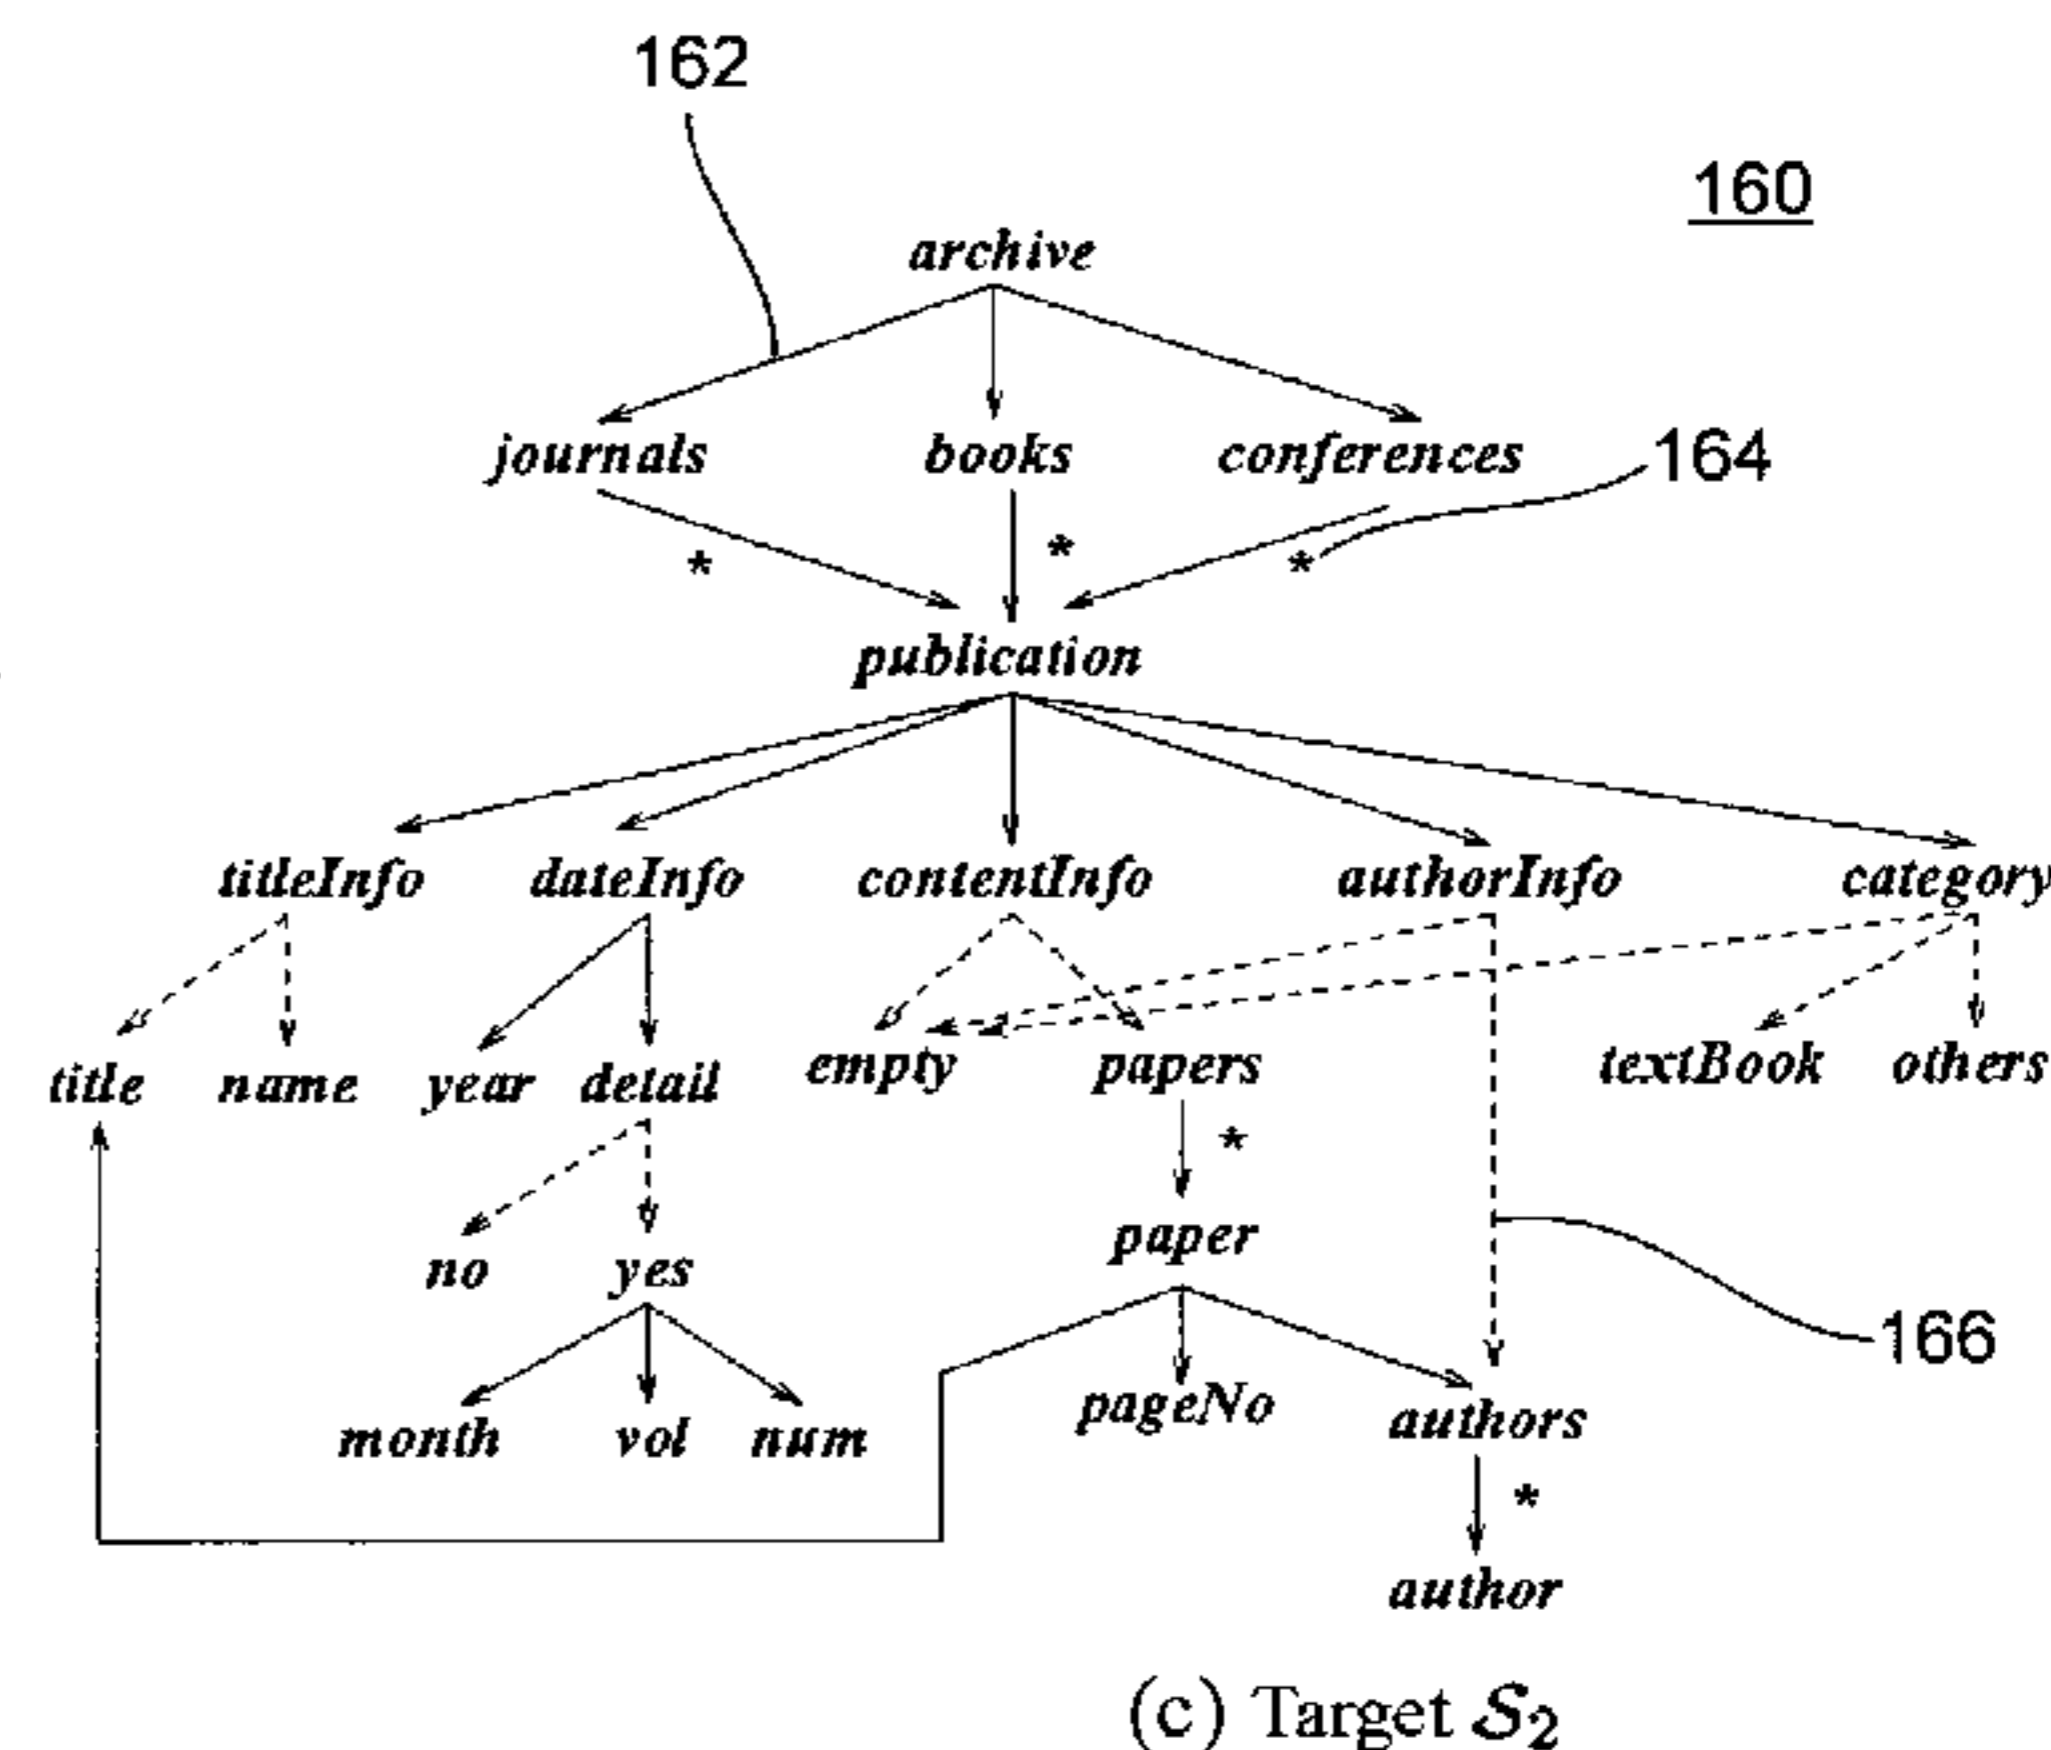 162
160
archive
journals books conferences 164
* * *
publication
titleInfo dateInfo contentInfo authorInfo category
title name year detail empty papers textBook others
*
no yes paper
166
month vol num pageNo authors
*
author
(c) Target S2